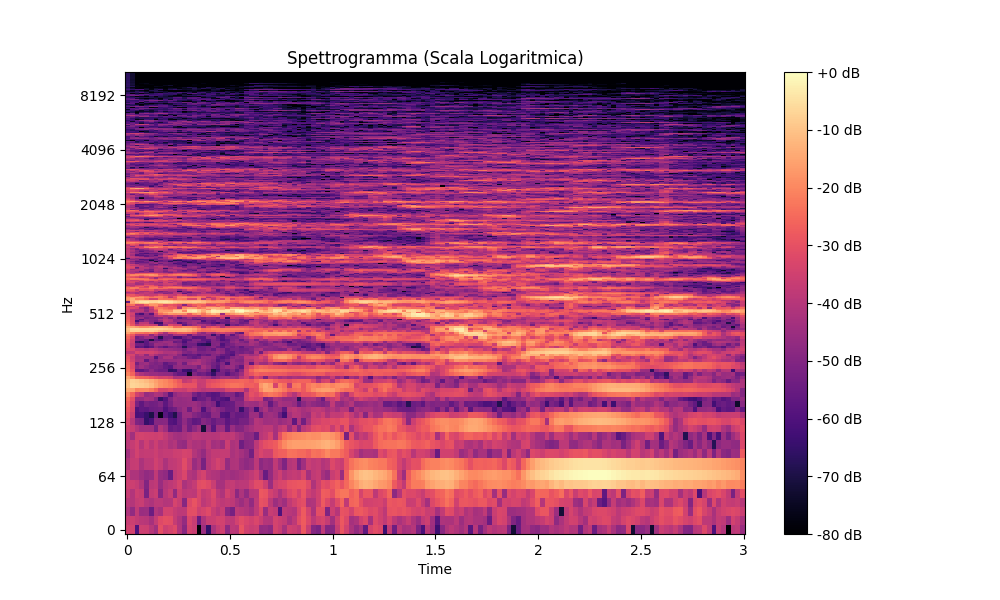 Spettrogramma (Scala Logaritmica)
Hz
8192
4096
2048
1024
512
256
128
64
0
0
0.5
1
1.5
2
2.5
3
Time
+0 dB
-10 dB
-20 dB
-30 dB
-40 dB
-50 dB
-60 dB
-70 dB
-80 dB